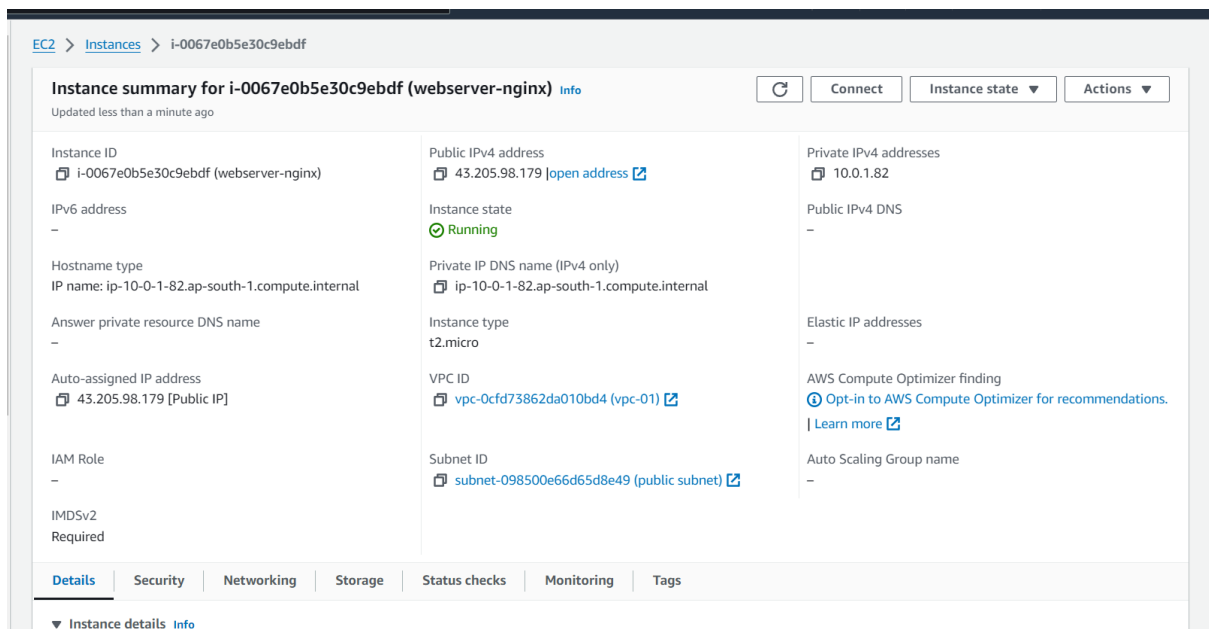 EC2 > Instances > i-0067e0b5e30c9ebdf
Instance summary for i-0067e0b5e30c9ebdf (webserver-nginx) Info
Updated less than a minute ago
Connect
Instance state
Actions
Instance ID
i-0067e0b5e30c9ebdf (webserver-nginx)
Public IPv4 address
43.205.98.179 |open address
Private IPv4 addresses
10.0.1.82
IPv6 address
–
Instance state
Running
Public IPv4 DNS
–
Hostname type
IP name: ip-10-0-1-82.ap-south-1.compute.internal
Private IP DNS name (IPv4 only)
ip-10-0-1-82.ap-south-1.compute.internal
Answer private resource DNS name
–
Instance type
t2.micro
Elastic IP addresses
–
Auto-assigned IP address
43.205.98.179 [Public IP]
VPC ID
vpc-0cfd73862da010bd4 (vpc-01)
AWS Compute Optimizer finding
Opt-in to AWS Compute Optimizer for recommendations.
| Learn more
IAM Role
–
Subnet ID
subnet-098500e66d65d8e49 (public subnet)
Auto Scaling Group name
–
IMDSv2
Required
Details
Security
Networking
Storage
Status checks
Monitoring
Tags
Instance details Info